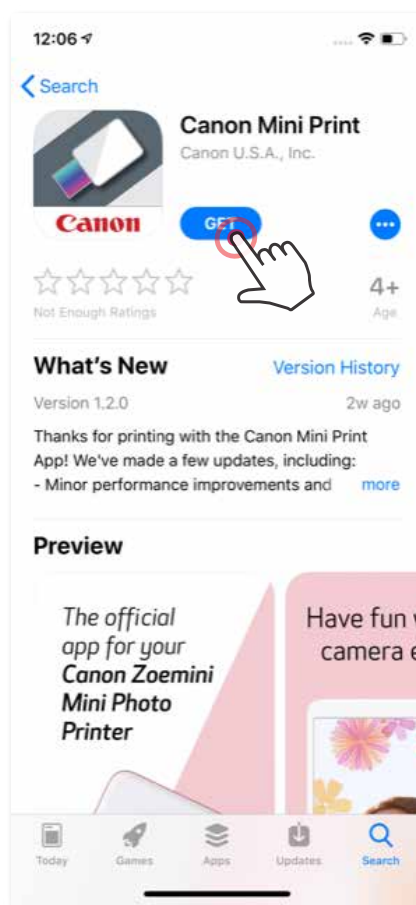 12:06
Search
Canon Mini Print
Canon U.S.A., Inc.
Canon
GET
4+
Not Enough Ratings
Age
What's New
Version History
Version 1.2.0
2w ago
Thanks for printing with the Canon Mini Print
App! We've made a few updates, including:
- Minor performance improvements and more
Preview
The official
app for your
Canon Zoemini
Mini Photo
Printer
Have fun
camera e
Today Games Apps Updates Search